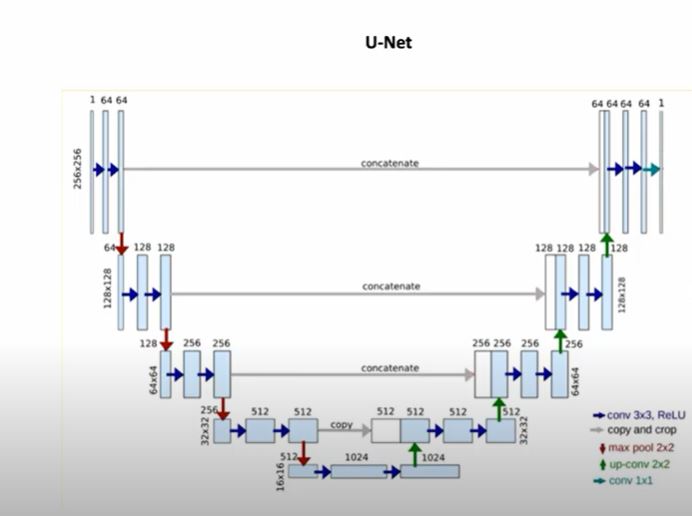 U-Net
1 64 64
64 64 64 64 1
256x256
concatenate
64 128 128
128 128 128 128
128x128
concatenate
128x128
128 256 256
256 256 256 256
64x64
concatenate
64x64
256 512 512
512 512 512 512
32x32
copy
32x32
512 1024 1024
16x16
conv 3x3, ReLU
copy and crop
max pool 2x2
up-conv 2x2
conv 1x1